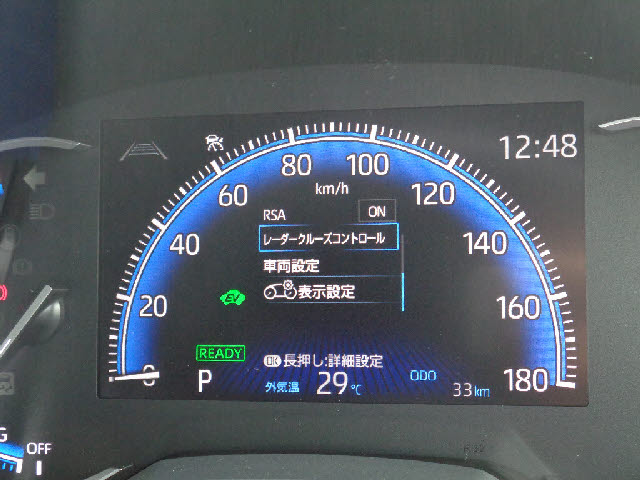 12:48
80 100
60 km/h 120
RSA ON
40 レーダークルーズコントロール 140
車両設定
EV 表示設定
20 160
READY OK 長押し:詳細設定
0 P 外気温 29℃ ODO 33km 180
G OFF